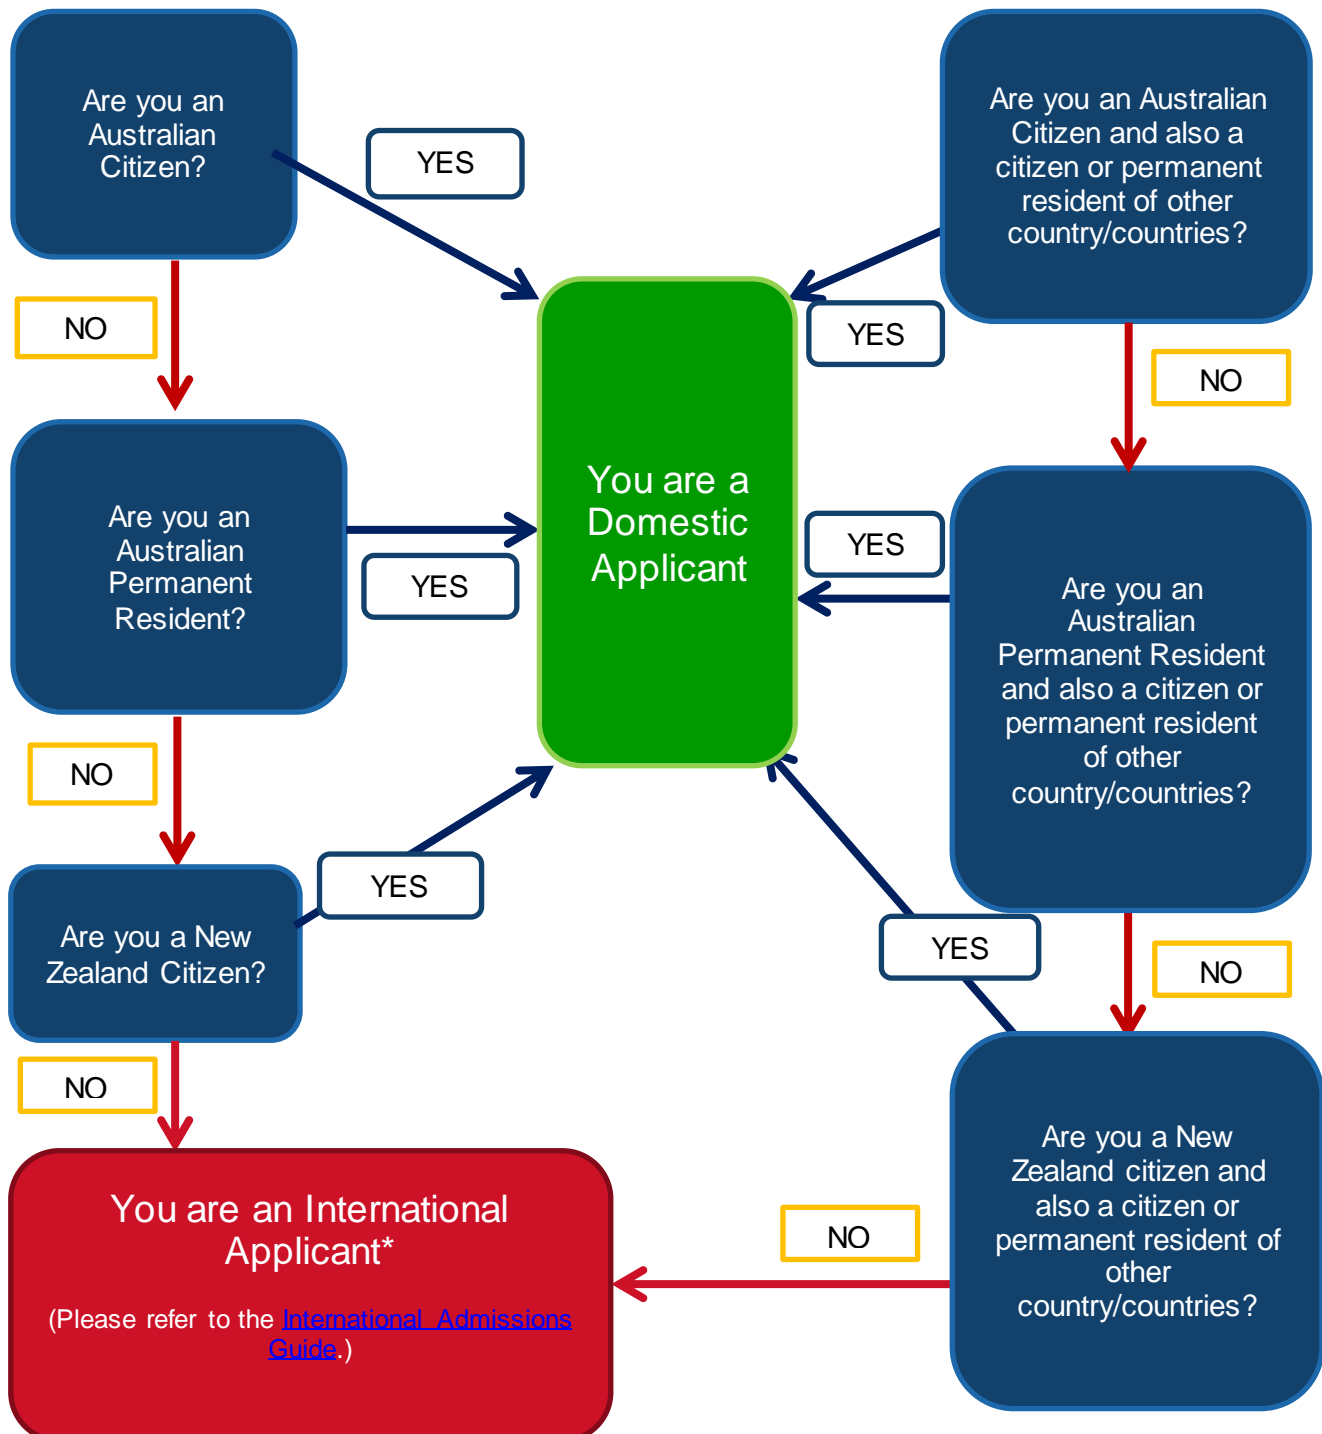 Are you an
Australian
Citizen?
YES
NO
Are you an
Australian
Permanent
Resident?
YES
NO
Are you a New
Zealand Citizen?
YES
NO
You are an International
Applicant*
(Please refer to the International Admissions
Guide.)
You are a
Domestic
Applicant
Are you an Australian
Citizen and also a
citizen or permanent
resident of other
country/countries?
YES
NO
Are you an
Australian
Permanent Resident
and also a citizen or
permanent resident
of other
country/countries?
YES
NO
Are you a New
Zealand citizen and
also a citizen or
permanent resident of
other
country/countries?
YES
NO